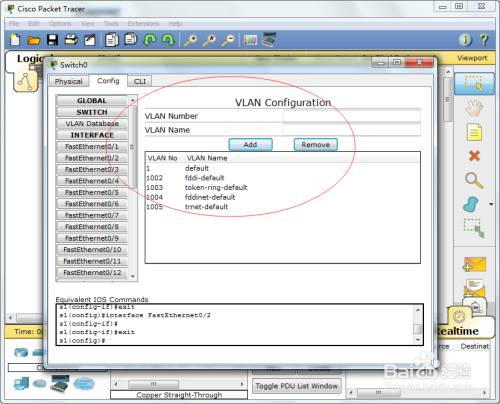 Cisco Packet Tracer
File Edit Options View Tools Extensions Help
Logical
Viewport
Switch0
Physical Config CLI
GLOBAL
SWITCH
VLAN Database
INTERFACE
FastEthernet0/1
FastEthernet0/2
FastEthernet0/3
FastEthernet0/4
FastEthernet0/5
FastEthernet0/6
FastEthernet0/7
FastEthernet0/8
FastEthernet0/9
FastEthernet0/10
FastEthernet0/11
FastEthernet0/12
VLAN Configuration
VLAN Number
VLAN Name
Add Remove
VLAN No VLAN Name
1 default
1002 fddi-default
1003 token-ring-default
1004 fddinet-default
1005 trnet-default
Equivalent IOS Commands
s1(config-if)#exit
s1(config)#interface FastEthernet0/2
s1(config-if)#
s1(config-if)#exit
s1(config)#
Time: 00
Realtime
Source Destinat
Copper Straight-Through
Toggle PDU List Window
Baidu 经验
jingyan.baidu.com